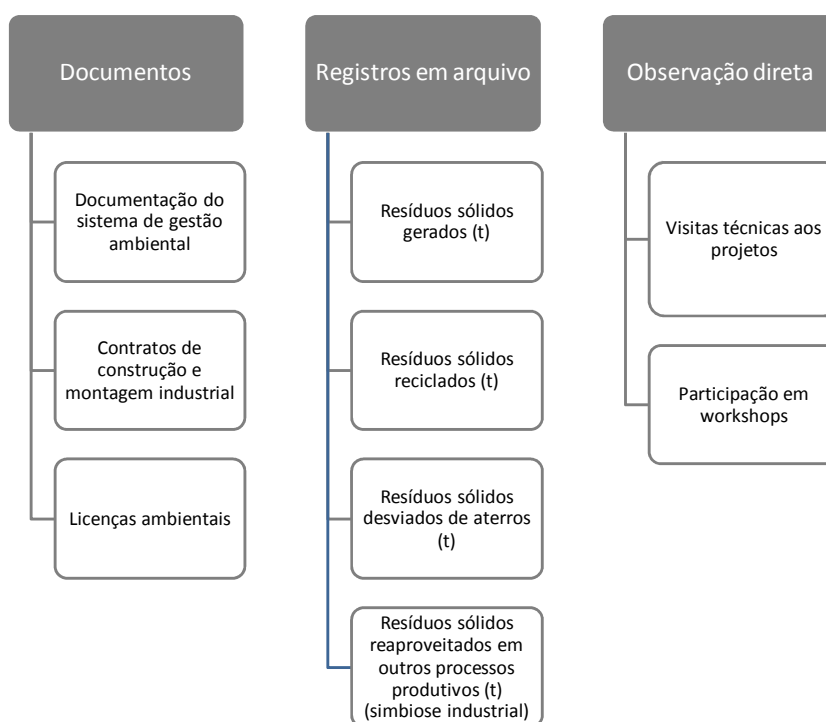 Documentos
Documentação do
sistema de gestão
ambiental
Contratos de
construção e
montagem industrial
Licenças ambientais
Registros em arquivo
Resíduos sólidos
gerados (t)
Resíduos sólidos
reciclados (t)
Resíduos sólidos
desviados de aterros
(t)
Resíduos sólidos
reaproveitados em
outros processos
produtivos (t)
(simbiose industrial)
Observação direta
Visitas técnicas aos
projetos
Participação em
workshops